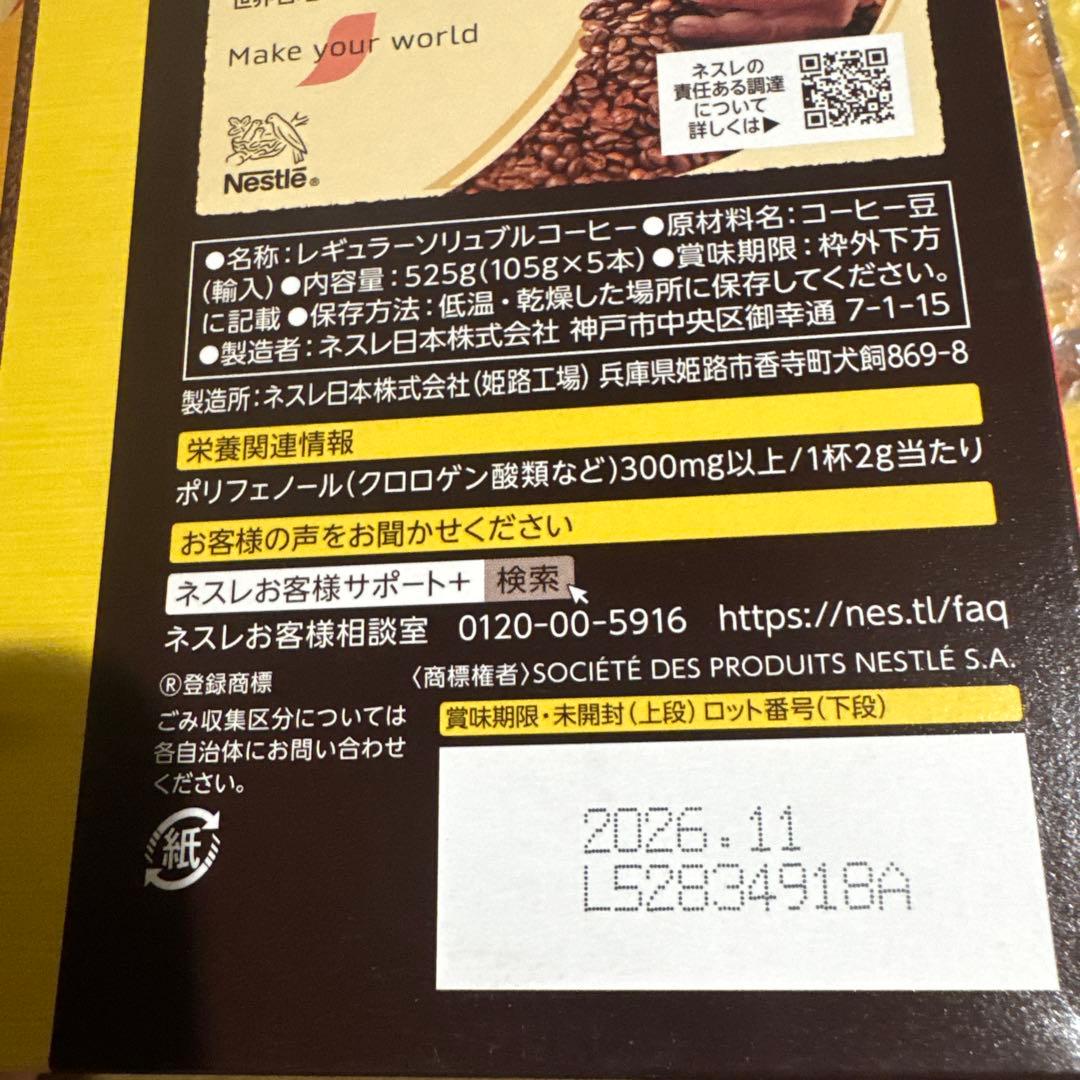 Make your world
ネスレの
責任ある調達
について
詳しくは▶
Nestlé®
●名称：レギュラーソリュブルコーヒー ●原材料名：コーヒー豆
（輸入） ●内容量：525g（105g×5本） ●賞味期限：枠外下方
に記載 ●保存方法：低温・乾燥した場所に保存してください。
●製造者：ネスレ日本株式会社 神戸市中央区御幸通 7-1-15
製造所：ネスレ日本株式会社（姫路工場） 兵庫県姫路市香寺町犬飼869-8
栄養関連情報
ポリフェノール（クロロゲン酸類など）300mg以上/1杯2g当たり
お客様の声をお聞かせください
ネスレお客様サポート+ 検索
ネスレお客様相談室 0120-00-5916 https://nes.tl/faq
®登録商標 〈商標権者〉SOCIÉTÉ DES PRODUITS NESTLÉ S.A.
ごみ収集区分については
各自治体にお問い合わせ
ください。
紙
賞味期限・未開封（上段） ロット番号（下段）
2026.11
L52834918A